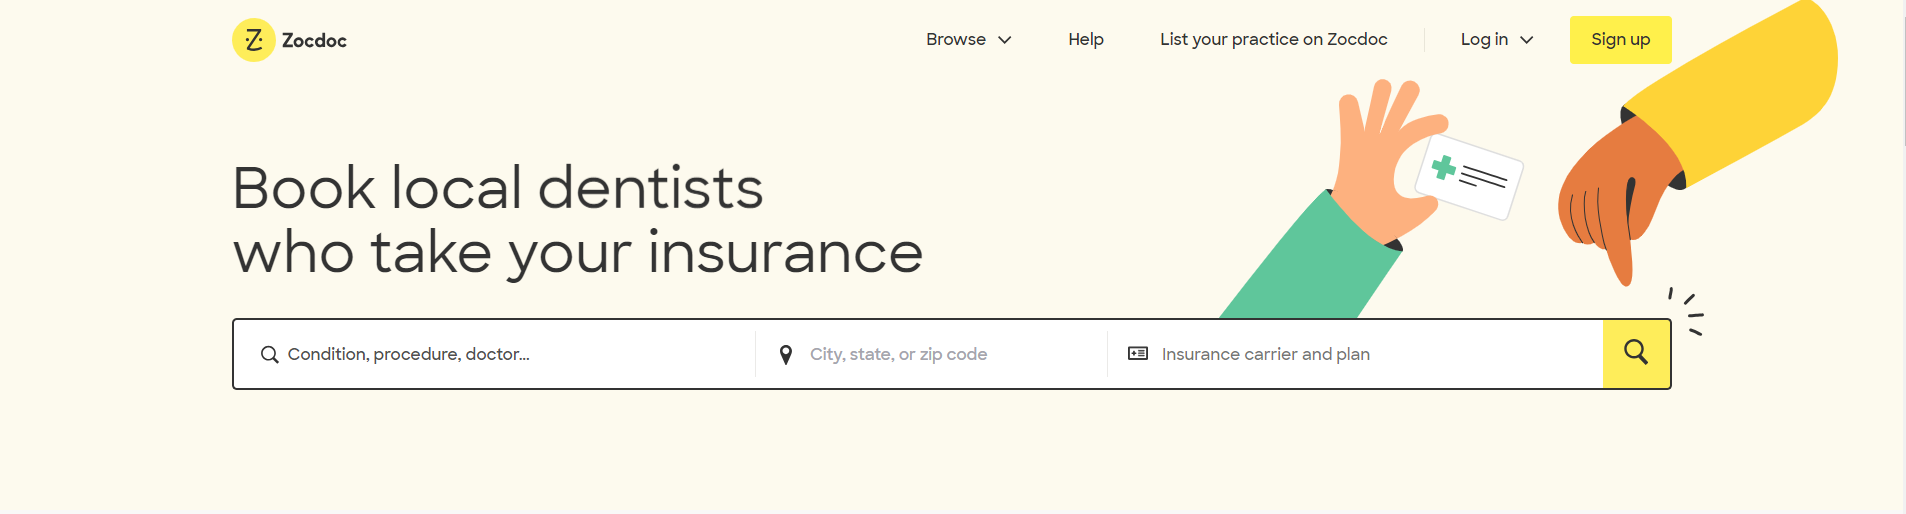 Zocdoc
Browse
Help
List your practice on Zocdoc
Log in
Sign up
Book local dentists
who take your insurance
Condition, procedure, doctor...
City, state, or zip code
Insurance carrier and plan